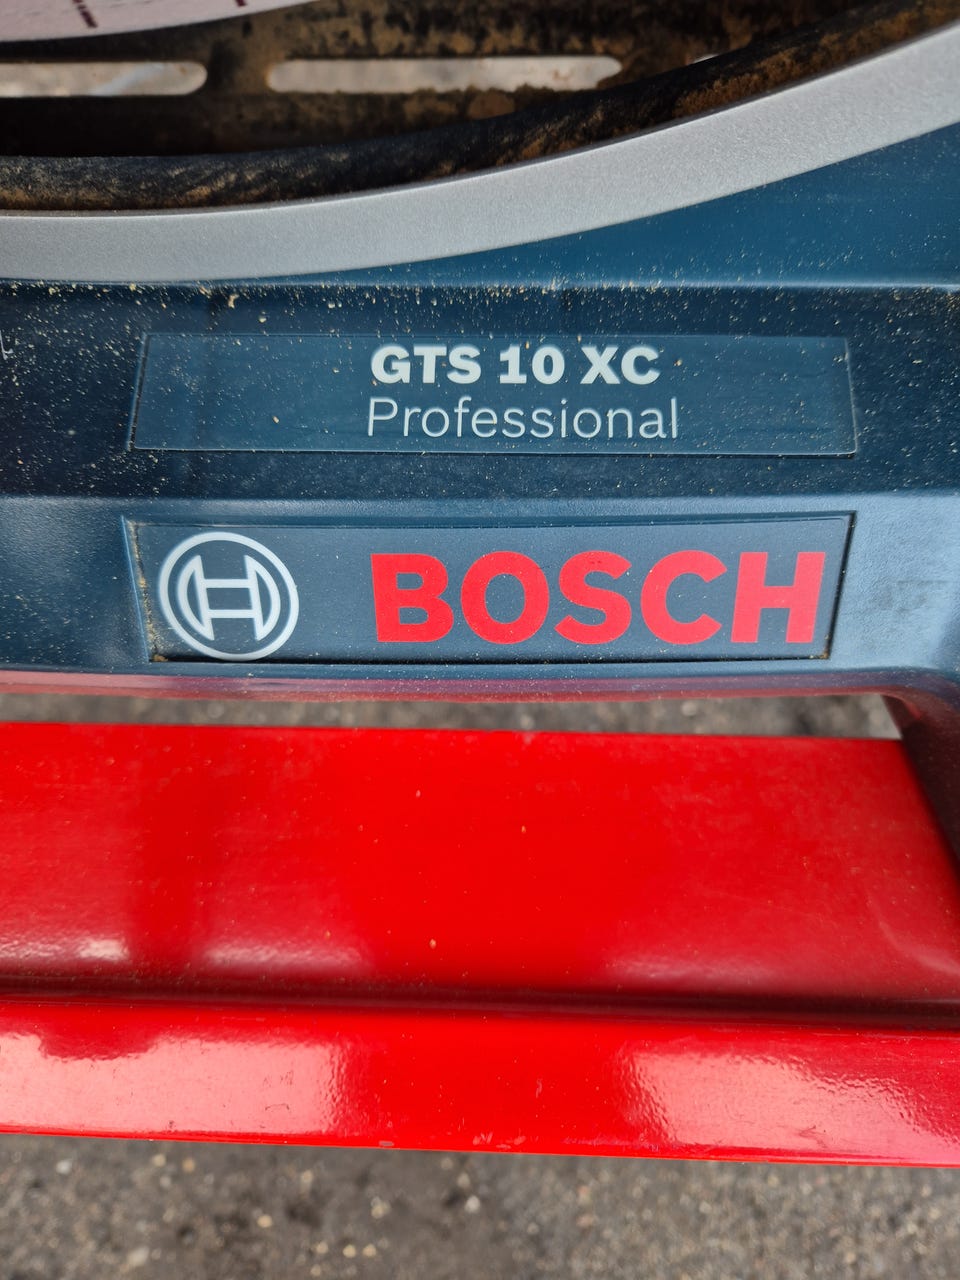 GTS 10 XC
Professional
BOSCH